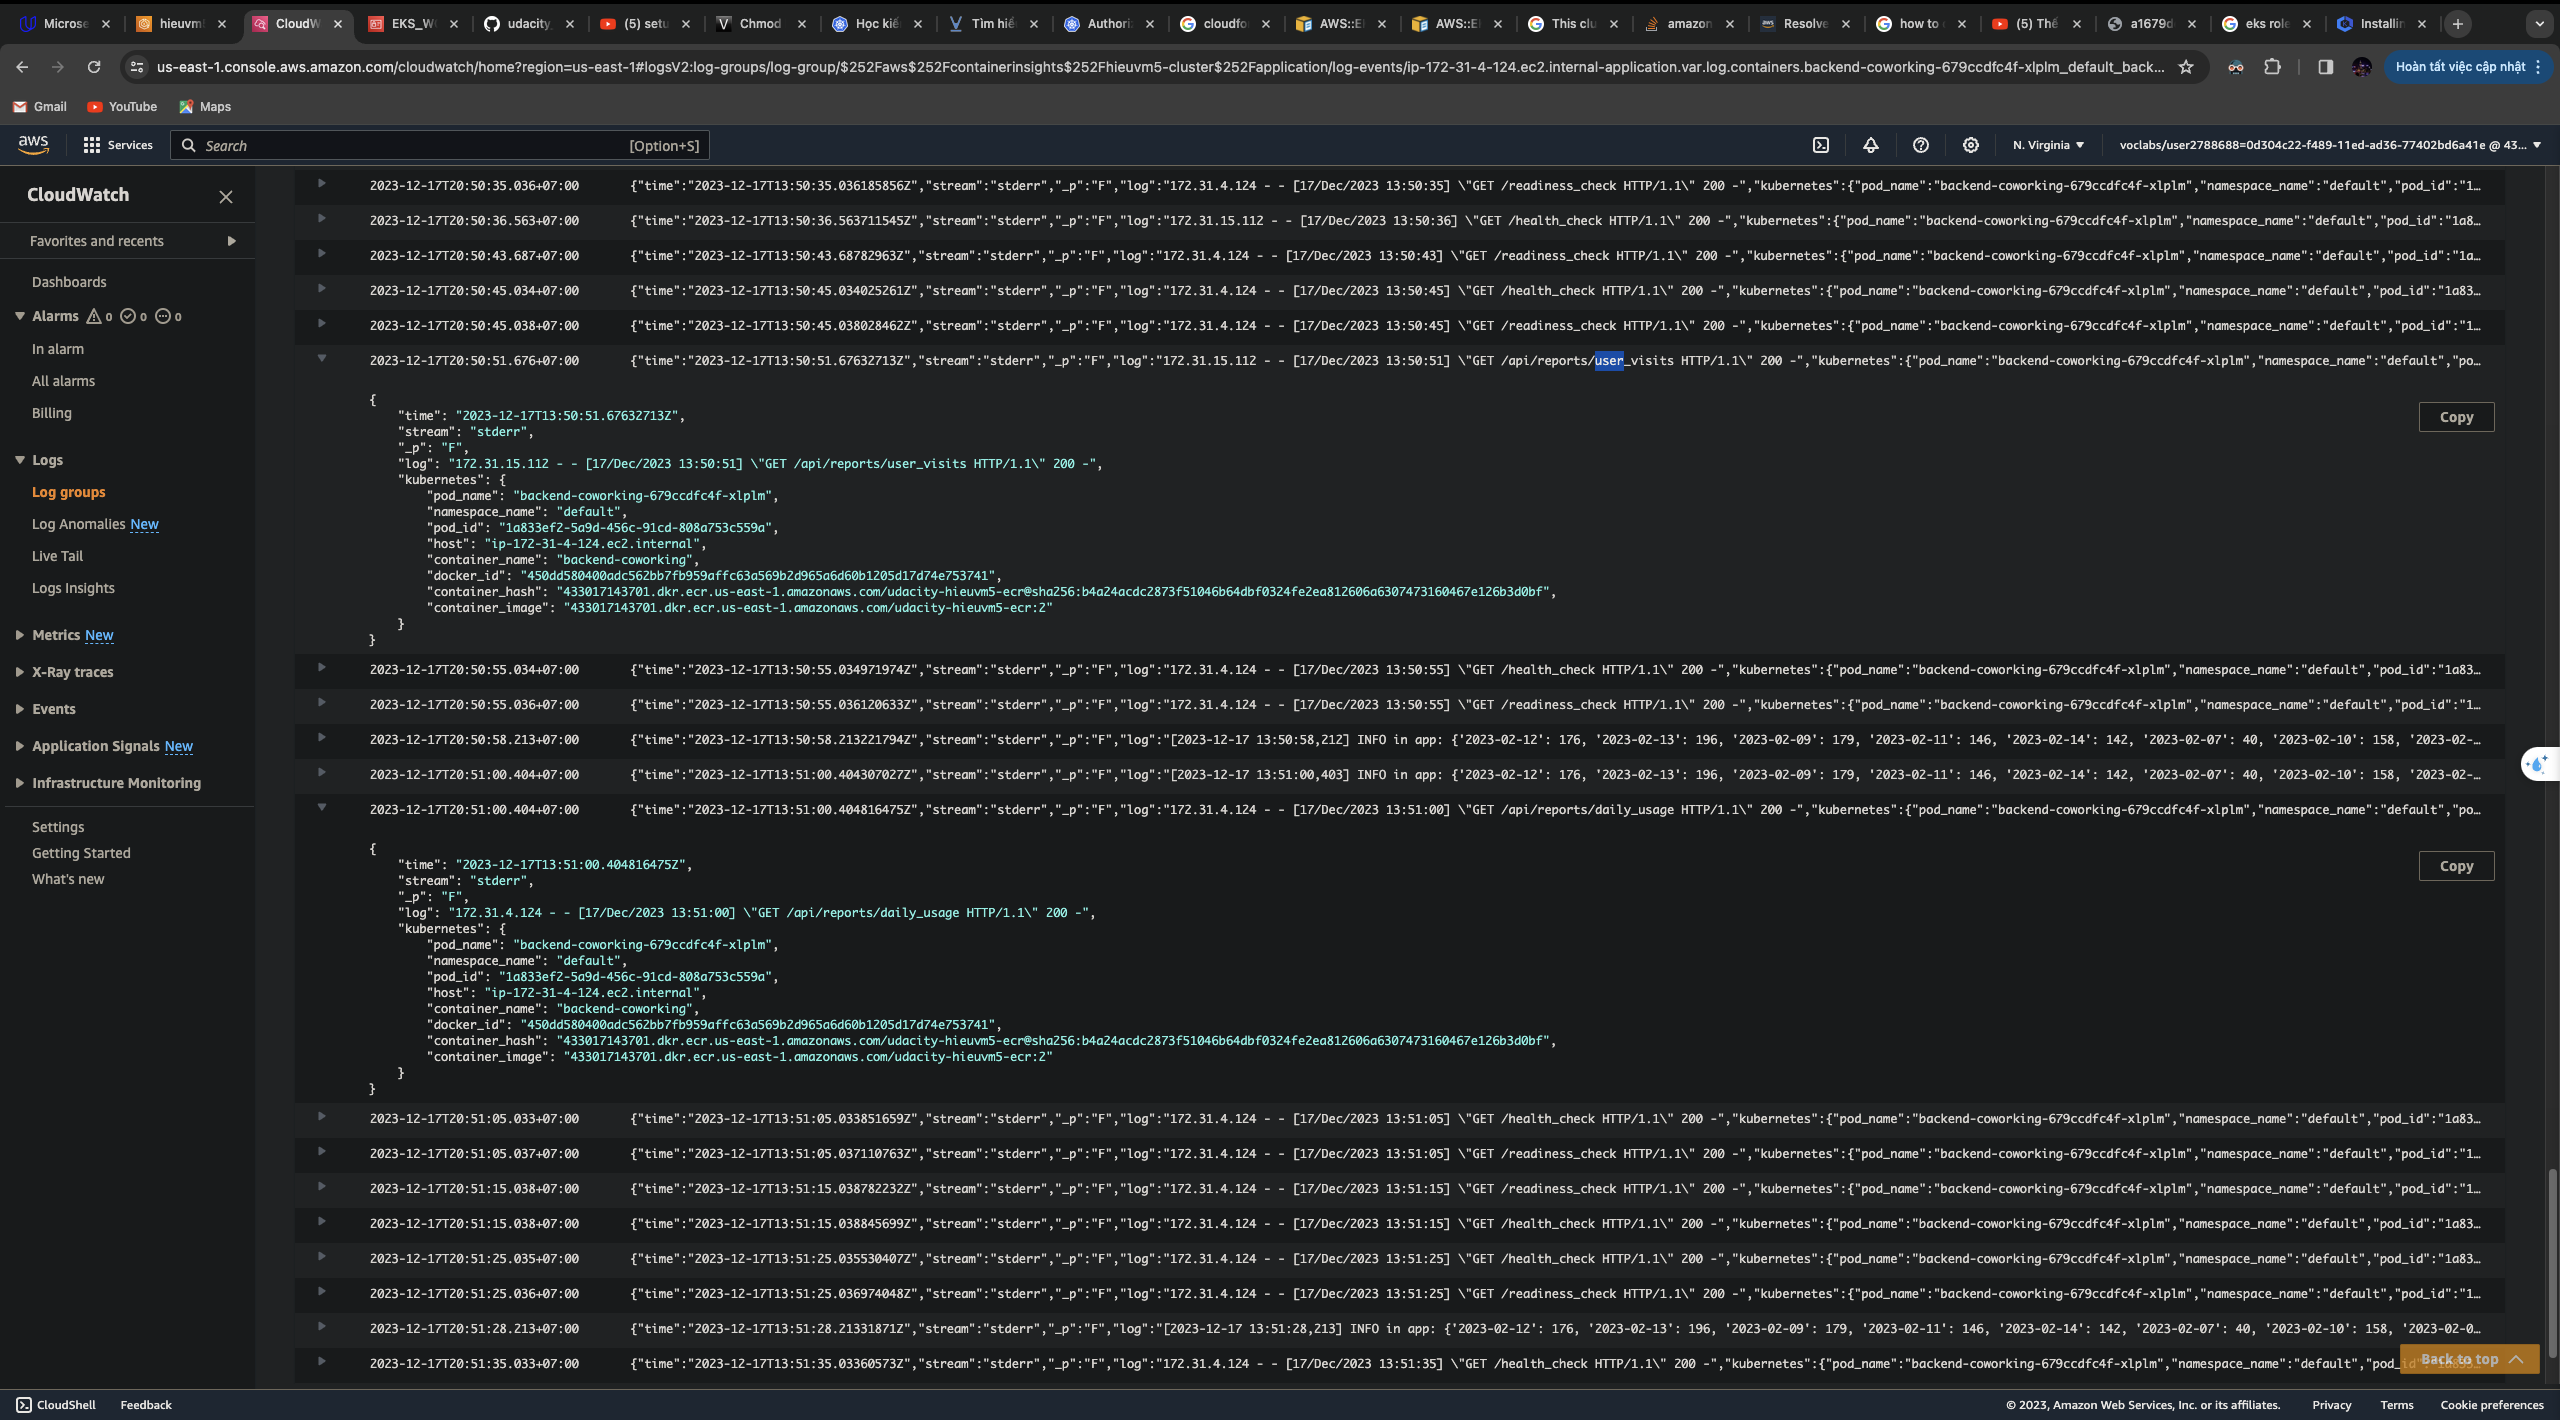 Microse
hieuvm
CloudW
EKS_W
udacity_
(5) setu
Chmod
Học kiế
Tìm hiể
Authori
cloudfo
AWS::E
AWS::E
This clu
amazon
Resolve
how to
(5) Thế
a1679d
eks role
Installin
us-east-1.console.aws.amazon.com/cloudwatch/home?region=us-east-1#logsV2:log-groups/log-group/$252Faws$252Fcontainerinsights$252Fhieuvm5-cluster$252Fapplication/log-events/ip-172-31-4-124.ec2.internal-application.var.log.containers.backend-coworking-679ccdfc4f-xlplm_default_back...
Hoàn tất việc cập nhật
Gmail
YouTube
Maps
aws
Services
Search
[Option+S]
N. Virginia
voclabs/user2788688=0d304c22-f489-11ed-ad36-77402bd6a41e @ 43...
CloudWatch
Favorites and recents
Dashboards
Alarms 0 0 0
In alarm
All alarms
Billing
Logs
Log groups
Log Anomalies New
Live Tail
Logs Insights
Metrics New
X-Ray traces
Events
Application Signals New
Infrastructure Monitoring
Settings
Getting Started
What's new
2023-12-17T20:50:35.036+07:00 {"time":"2023-12-17T13:50:35.036185856Z","stream":"stderr","_p":"F","log":"172.31.4.124 - - [17/Dec/2023 13:50:35] \"GET /readiness_check HTTP/1.1\" 200 -","kubernetes":{"pod_name":"backend-coworking-679ccdfc4f-xlplm","namespace_name":"default","pod_id":"1...
2023-12-17T20:50:36.563+07:00 {"time":"2023-12-17T13:50:36.563711545Z","stream":"stderr","_p":"F","log":"172.31.15.112 - - [17/Dec/2023 13:50:36] \"GET /health_check HTTP/1.1\" 200 -","kubernetes":{"pod_name":"backend-coworking-679ccdfc4f-xlplm","namespace_name":"default","pod_id":"1a8...
2023-12-17T20:50:43.687+07:00 {"time":"2023-12-17T13:50:43.68782963Z","stream":"stderr","_p":"F","log":"172.31.4.124 - - [17/Dec/2023 13:50:43] \"GET /readiness_check HTTP/1.1\" 200 -","kubernetes":{"pod_name":"backend-coworking-679ccdfc4f-xlplm","namespace_name":"default","pod_id":"1a...
2023-12-17T20:50:45.034+07:00 {"time":"2023-12-17T13:50:45.034025261Z","stream":"stderr","_p":"F","log":"172.31.4.124 - - [17/Dec/2023 13:50:45] \"GET /health_check HTTP/1.1\" 200 -","kubernetes":{"pod_name":"backend-coworking-679ccdfc4f-xlplm","namespace_name":"default","pod_id":"1a83...
2023-12-17T20:50:45.038+07:00 {"time":"2023-12-17T13:50:45.038028462Z","stream":"stderr","_p":"F","log":"172.31.4.124 - - [17/Dec/2023 13:50:45] \"GET /readiness_check HTTP/1.1\" 200 -","kubernetes":{"pod_name":"backend-coworking-679ccdfc4f-xlplm","namespace_name":"default","pod_id":"1...
2023-12-17T20:50:51.676+07:00 {"time":"2023-12-17T13:50:51.67632713Z","stream":"stderr","_p":"F","log":"172.31.15.112 - - [17/Dec/2023 13:50:51] \"GET /api/reports/user_visits HTTP/1.1\" 200 -","kubernetes":{"pod_name":"backend-coworking-679ccdfc4f-xlplm","namespace_name":"default","po...
{
"time": "2023-12-17T13:50:51.67632713Z",
"stream": "stderr",
"_p": "F",
"log": "172.31.15.112 - - [17/Dec/2023 13:50:51] \"GET /api/reports/user_visits HTTP/1.1\" 200 -",
"kubernetes": {
"pod_name": "backend-coworking-679ccdfc4f-xlplm",
"namespace_name": "default",
"pod_id": "1a833ef2-5a9d-456c-91cd-808a753c559a",
"host": "ip-172-31-4-124.ec2.internal",
"container_name": "backend-coworking",
"docker_id": "450dd580400adc562bb7fb959affc63a569b2d965a6d60b1205d17d74e753741",
"container_hash": "433017143701.dkr.ecr.us-east-1.amazonaws.com/udacity-hieuvm5-ecr@sha256:b4a24acdc2873f51046b64dbf0324fe2ea812606a6307473160467e126b3d0bf",
"container_image": "433017143701.dkr.ecr.us-east-1.amazonaws.com/udacity-hieuvm5-ecr:2"
}
}
Copy
2023-12-17T20:50:55.034+07:00 {"time":"2023-12-17T13:50:55.034971974Z","stream":"stderr","_p":"F","log":"172.31.4.124 - - [17/Dec/2023 13:50:55] \"GET /health_check HTTP/1.1\" 200 -","kubernetes":{"pod_name":"backend-coworking-679ccdfc4f-xlplm","namespace_name":"default","pod_id":"1a83...
2023-12-17T20:50:55.036+07:00 {"time":"2023-12-17T13:50:55.036120633Z","stream":"stderr","_p":"F","log":"172.31.4.124 - - [17/Dec/2023 13:50:55] \"GET /readiness_check HTTP/1.1\" 200 -","kubernetes":{"pod_name":"backend-coworking-679ccdfc4f-xlplm","namespace_name":"default","pod_id":"1...
2023-12-17T20:50:58.213+07:00 {"time":"2023-12-17T13:50:58.213221794Z","stream":"stderr","_p":"F","log":"[2023-12-17 13:50:58,212] INFO in app: {'2023-02-12': 176, '2023-02-13': 196, '2023-02-09': 179, '2023-02-11': 146, '2023-02-14': 142, '2023-02-07': 40, '2023-02-10': 158, '2023-02-...
2023-12-17T20:51:00.404+07:00 {"time":"2023-12-17T13:51:00.404307027Z","stream":"stderr","_p":"F","log":"[2023-12-17 13:51:00,403] INFO in app: {'2023-02-12': 176, '2023-02-13': 196, '2023-02-09': 179, '2023-02-11': 146, '2023-02-14': 142, '2023-02-07': 40, '2023-02-10': 158, '2023-02-...
2023-12-17T20:51:00.404+07:00 {"time":"2023-12-17T13:51:00.404816475Z","stream":"stderr","_p":"F","log":"172.31.4.124 - - [17/Dec/2023 13:51:00] \"GET /api/reports/daily_usage HTTP/1.1\" 200 -","kubernetes":{"pod_name":"backend-coworking-679ccdfc4f-xlplm","namespace_name":"default","po...
{
"time": "2023-12-17T13:51:00.404816475Z",
"stream": "stderr",
"_p": "F",
"log": "172.31.4.124 - - [17/Dec/2023 13:51:00] \"GET /api/reports/daily_usage HTTP/1.1\" 200 -",
"kubernetes": {
"pod_name": "backend-coworking-679ccdfc4f-xlplm",
"namespace_name": "default",
"pod_id": "1a833ef2-5a9d-456c-91cd-808a753c559a",
"host": "ip-172-31-4-124.ec2.internal",
"container_name": "backend-coworking",
"docker_id": "450dd580400adc562bb7fb959affc63a569b2d965a6d60b1205d17d74e753741",
"container_hash": "433017143701.dkr.ecr.us-east-1.amazonaws.com/udacity-hieuvm5-ecr@sha256:b4a24acdc2873f51046b64dbf0324fe2ea812606a6307473160467e126b3d0bf",
"container_image": "433017143701.dkr.ecr.us-east-1.amazonaws.com/udacity-hieuvm5-ecr:2"
}
}
Copy
2023-12-17T20:51:05.033+07:00 {"time":"2023-12-17T13:51:05.033851659Z","stream":"stderr","_p":"F","log":"172.31.4.124 - - [17/Dec/2023 13:51:05] \"GET /health_check HTTP/1.1\" 200 -","kubernetes":{"pod_name":"backend-coworking-679ccdfc4f-xlplm","namespace_name":"default","pod_id":"1a83...
2023-12-17T20:51:05.037+07:00 {"time":"2023-12-17T13:51:05.037110763Z","stream":"stderr","_p":"F","log":"172.31.4.124 - - [17/Dec/2023 13:51:05] \"GET /readiness_check HTTP/1.1\" 200 -","kubernetes":{"pod_name":"backend-coworking-679ccdfc4f-xlplm","namespace_name":"default","pod_id":"1...
2023-12-17T20:51:15.038+07:00 {"time":"2023-12-17T13:51:15.038782232Z","stream":"stderr","_p":"F","log":"172.31.4.124 - - [17/Dec/2023 13:51:15] \"GET /readiness_check HTTP/1.1\" 200 -","kubernetes":{"pod_name":"backend-coworking-679ccdfc4f-xlplm","namespace_name":"default","pod_id":"1...
2023-12-17T20:51:15.038+07:00 {"time":"2023-12-17T13:51:15.038845699Z","stream":"stderr","_p":"F","log":"172.31.4.124 - - [17/Dec/2023 13:51:15] \"GET /health_check HTTP/1.1\" 200 -","kubernetes":{"pod_name":"backend-coworking-679ccdfc4f-xlplm","namespace_name":"default","pod_id":"1a83...
2023-12-17T20:51:25.035+07:00 {"time":"2023-12-17T13:51:25.035530407Z","stream":"stderr","_p":"F","log":"172.31.4.124 - - [17/Dec/2023 13:51:25] \"GET /health_check HTTP/1.1\" 200 -","kubernetes":{"pod_name":"backend-coworking-679ccdfc4f-xlplm","namespace_name":"default","pod_id":"1a83...
2023-12-17T20:51:25.036+07:00 {"time":"2023-12-17T13:51:25.036974048Z","stream":"stderr","_p":"F","log":"172.31.4.124 - - [17/Dec/2023 13:51:25] \"GET /readiness_check HTTP/1.1\" 200 -","kubernetes":{"pod_name":"backend-coworking-679ccdfc4f-xlplm","namespace_name":"default","pod_id":"1...
2023-12-17T20:51:28.213+07:00 {"time":"2023-12-17T13:51:28.21331871Z","stream":"stderr","_p":"F","log":"[2023-12-17 13:51:28,213] INFO in app: {'2023-02-12': 176, '2023-02-13': 196, '2023-02-09': 179, '2023-02-11': 146, '2023-02-14': 142, '2023-02-07': 40, '2023-02-10': 158, '2023-02-0...
2023-12-17T20:51:35.033+07:00 {"time":"2023-12-17T13:51:35.03360573Z","stream":"stderr","_p":"F","log":"172.31.4.124 - - [17/Dec/2023 13:51:35] \"GET /health_check HTTP/1.1\" 200 -","kubernetes":{"pod_name":"backend-coworking-679ccdfc4f-xlplm","namespace_name":"default","pod_
Back to top
CloudShell
Feedback
© 2023, Amazon Web Services, Inc. or its affiliates.
Privacy
Terms
Cookie preferences